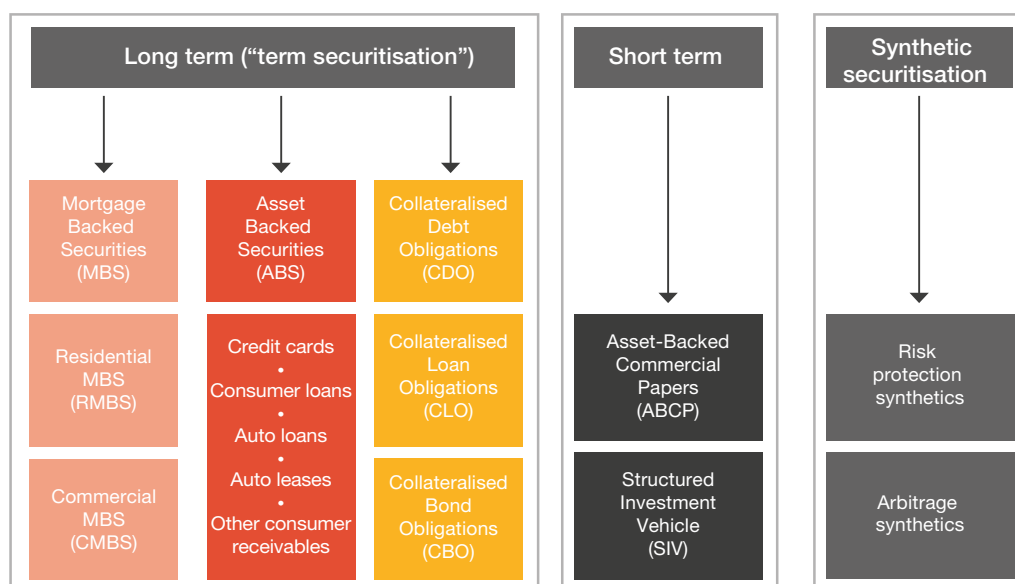 Long term (“term securitisation”)
Short term
Synthetic
securitisation
Mortgage
Backed
Securities
(MBS)
Asset
Backed
Securities
(ABS)
Collateralised
Debt
Obligations
(CDO)
Residential
MBS
(RMBS)
Credit cards
•
Consumer loans
•
Auto loans
•
Auto leases
•
Other consumer
receivables
Collateralised
Loan
Obligations
(CLO)
Asset-Backed
Commercial
Papers
(ABCP)
Risk
protection
synthetics
Commercial
MBS
(CMBS)
Collateralised
Bond
Obligations
(CBO)
Structured
Investment
Vehicle
(SIV)
Arbitrage
synthetics